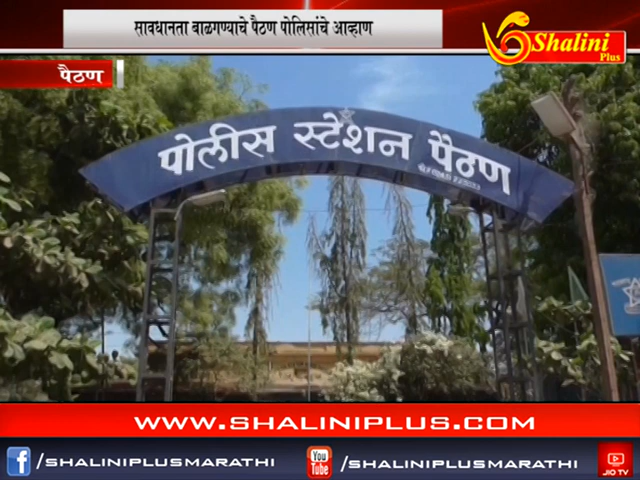 सावधानता बाळगण्याचे पैठण पोलिसांचे आव्हाण
Shalini
Plus
पैठण
पोलीस स्टेशन पैठण
WWW.SHALINIPLUS.COM
/SHALINIPLUSMARATHI
You Tube
/SHALINIPLUSMARATHI
JIO TV